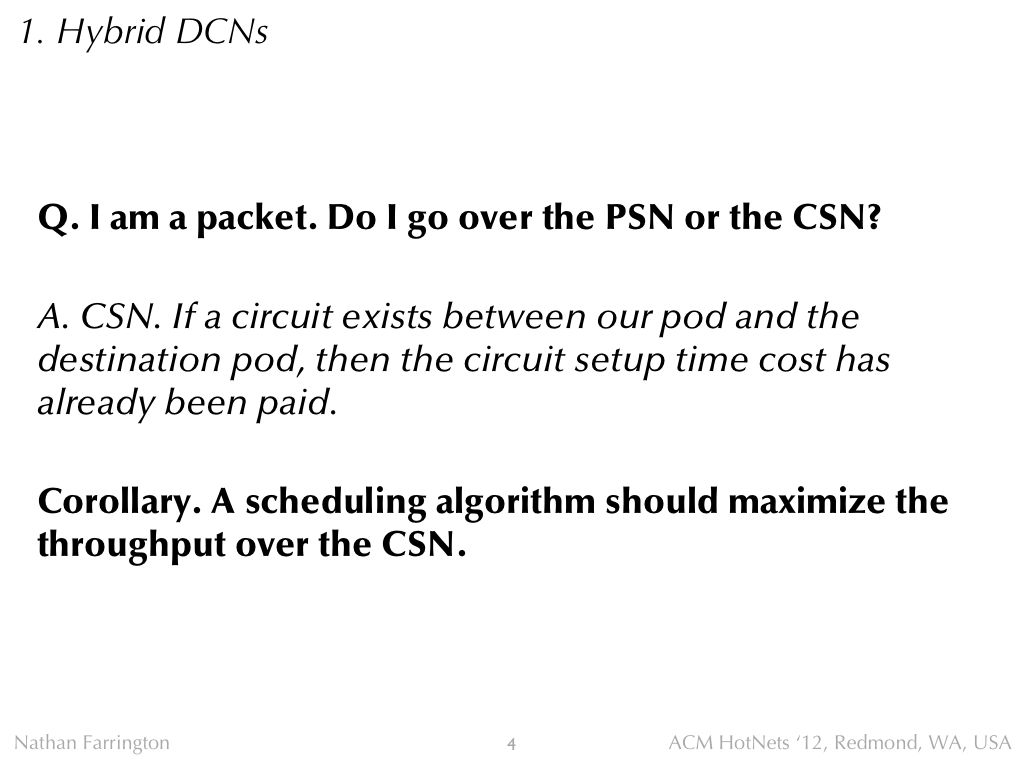 1. Hybrid DCNs
Q. I am a packet. Do I go over the PSN or the CSN?
A. CSN. If a circuit exists between our pod and the
destination pod, then the circuit setup time cost has
already been paid.
Corollary. A scheduling algorithm should maximize the
throughput over the CSN.
Nathan Farrington
4
ACM HotNets ‘12, Redmond, WA, USA